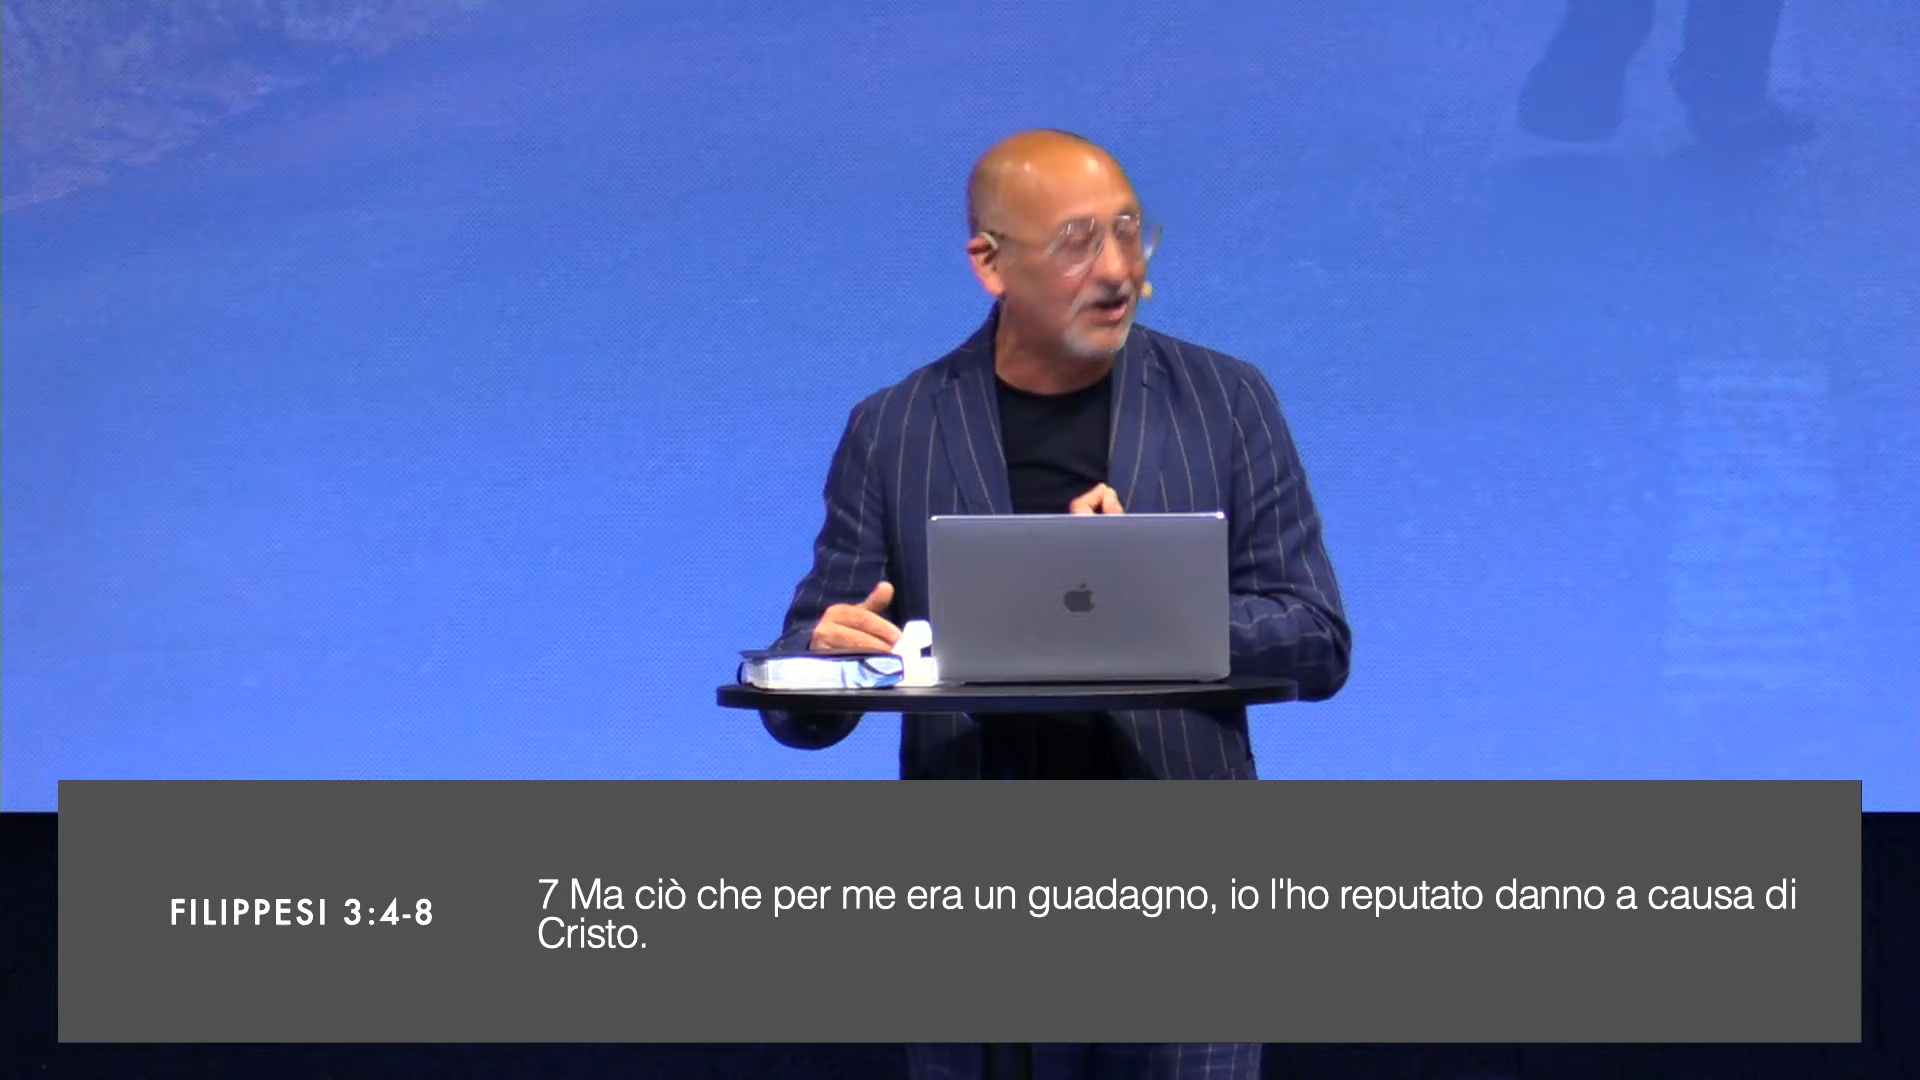 FILIPPESI 3:4-8
7 Ma ciò che per me era un guadagno, io l'ho reputato danno a causa di
Cristo.